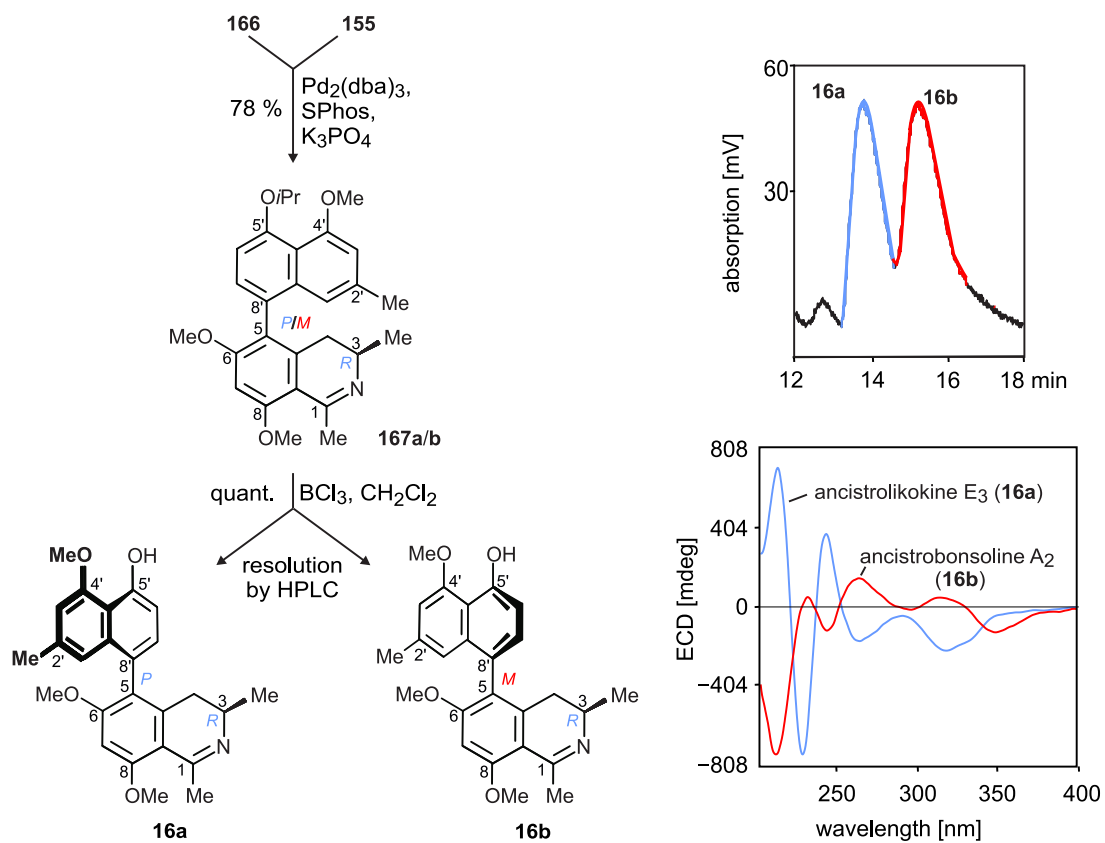 166 155
78 %
Pd2(dba)3,
SPhos,
K3PO4
OiPr OMe
5' 4'
2' Me
8'
5 P/M
MeO 6 3 Me
R
N
8 1
OMe Me 167a/b
quant. BCl3, CH2Cl2
resolution
by HPLC
MeO OH
4' 5'
Me 2'
8'
5 P
MeO 6 3 Me
R
N
8 1
OMe Me
16a
MeO OH
4' 5'
Me 2'
8'
5 M
MeO 6 3 Me
R
N
8 1
OMe Me
16b
60
16a 16b
30
absorption [mV]
12 14 16 18 min
808
ancistrolikokine E3 (16a)
404
ancistrobonsoline A2
(16b)
0
ECD [mdeg]
−404
−808
250 300 350 400
wavelength [nm]